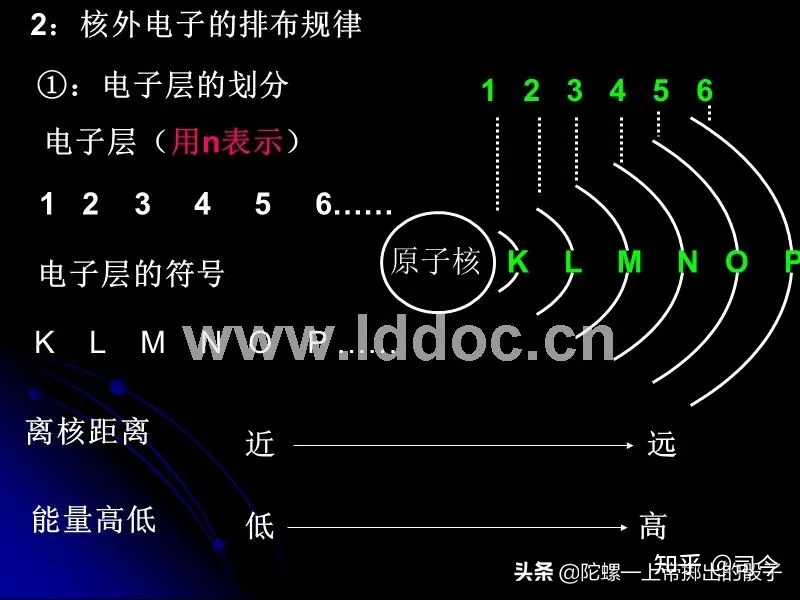 2：核外电子的排布规律
①：电子层的划分
1 2 3 4 5 6
电子层（用n表示）
1 2 3 4 5 6……
原子核 K L M N O P
电子层的符号
K L M N O P……
www.lddoc.cn
离核距离 近 远
能量高低 低 高
知乎 @司令
头条 @陀螺—上帝掷出的骰子